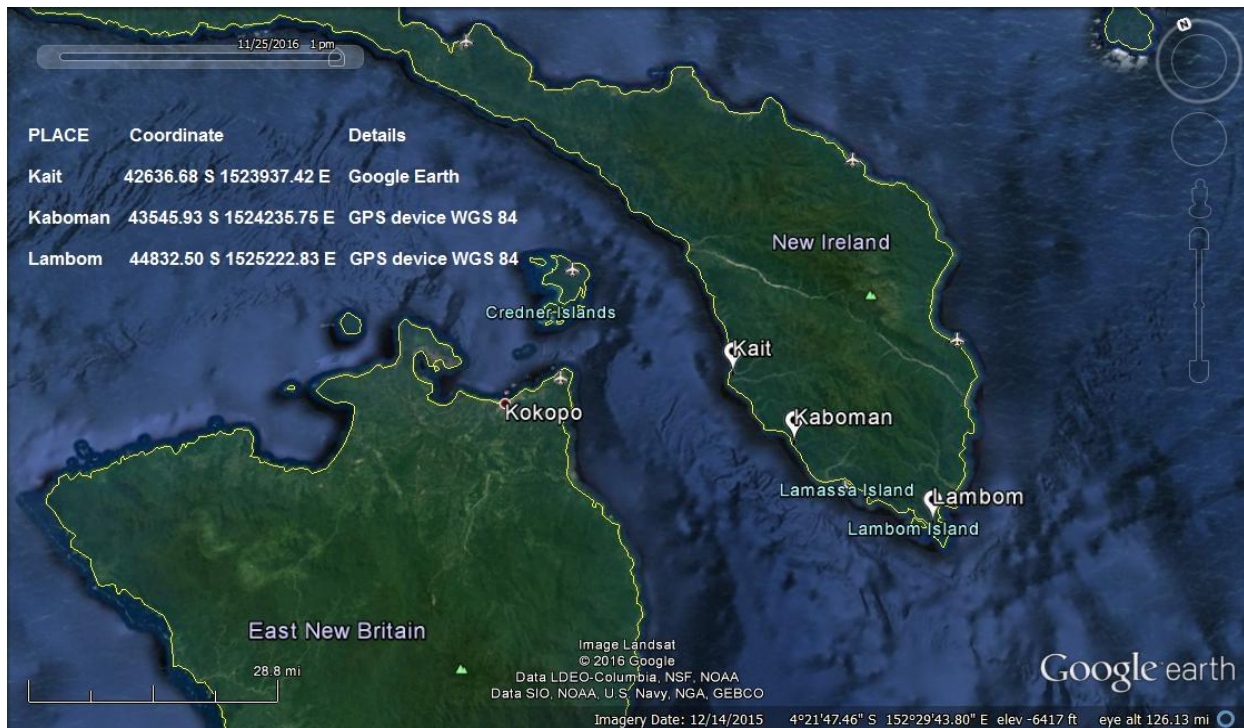 11/25/2016 1 pm
N
PLACE Coordinate Details
Kait 42636.68 S 1523937.42 E Google Earth
Kaboman 43545.93 S 1524235.75 E GPS device WGS 84
Lambom 44832.50 S 1525222.83 E GPS device WGS 84
New Ireland
Credner Islands
Kait
Kokopo
Kaboman
Lamassa Island
Lambom
Lambom Island
East New Britain
28.8 mi
Image Landsat
© 2016 Google
Data LDEO-Columbia, NSF, NOAA
Data SIO, NOAA, U.S. Navy, NGA, GEBCO
Google earth
Imagery Date: 12/14/2015 4°21'47.46" S 152°29'43.80" E elev -6417 ft eye alt 126.13 mi